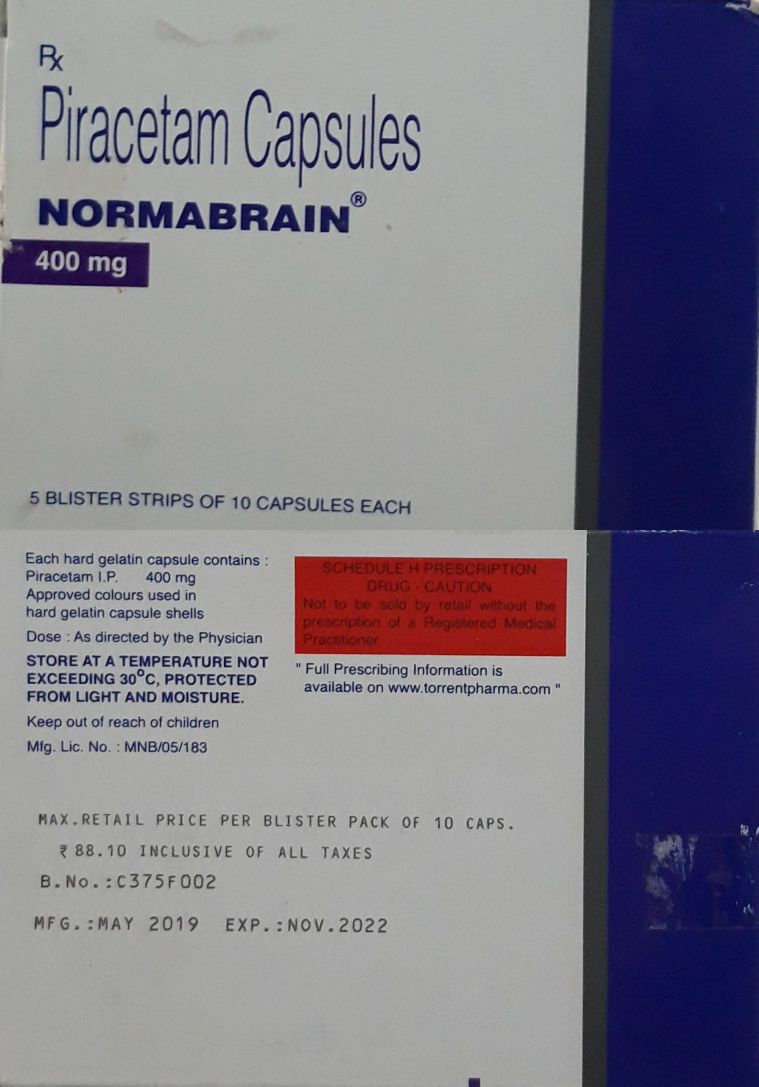 Rx
Piracetam Capsules
NORMABRAIN®
400 mg
5 BLISTER STRIPS OF 10 CAPSULES EACH
Each hard gelatin capsule contains :
Piracetam I.P. 400 mg
Approved colours used in
hard gelatin capsule shells
Dose : As directed by the Physician
STORE AT A TEMPERATURE NOT
EXCEEDING 30°C, PROTECTED
FROM LIGHT AND MOISTURE.
Keep out of reach of children
Mfg. Lic. No. : MNB/05/183
SCHEDULE H PRESCRIPTION
DRUG - CAUTION
Not to be sold by retail without the
prescription of a Registered Medical
Practitioner.
" Full Prescribing Information is
available on www.torrentpharma.com "
MAX.RETAIL PRICE PER BLISTER PACK OF 10 CAPS.
₹ 88.10 INCLUSIVE OF ALL TAXES
B.No.:C375F002
MFG.:MAY 2019 EXP.:NOV.2022